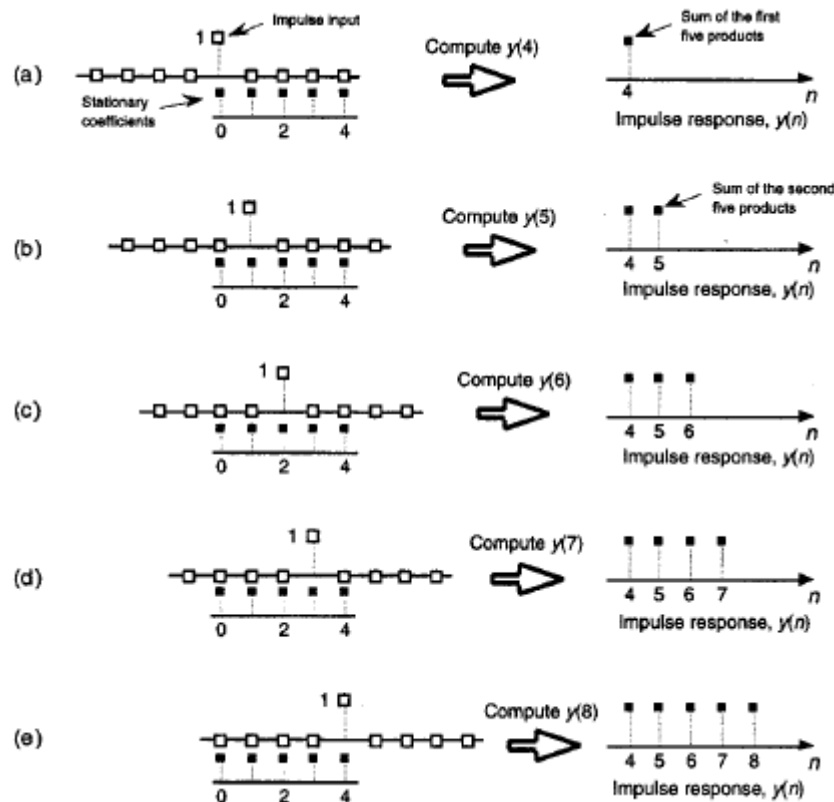 Impulse input
1
Compute y(4)
Sum of the first
five products
(a)
Stationary
coefficients
0 2 4
4
n
Impulse response, y(n)
1
Compute y(5)
Sum of the second
five products
(b)
0 2 4
4 5
n
Impulse response, y(n)
1
Compute y(6)
(c)
0 2 4
4 5 6
n
Impulse response, y(n)
1
Compute y(7)
(d)
0 2 4
4 5 6 7
n
Impulse response, y(n)
1
Compute y(8)
(e)
0 2 4
4 5 6 7 8
n
Impulse response, y(n)